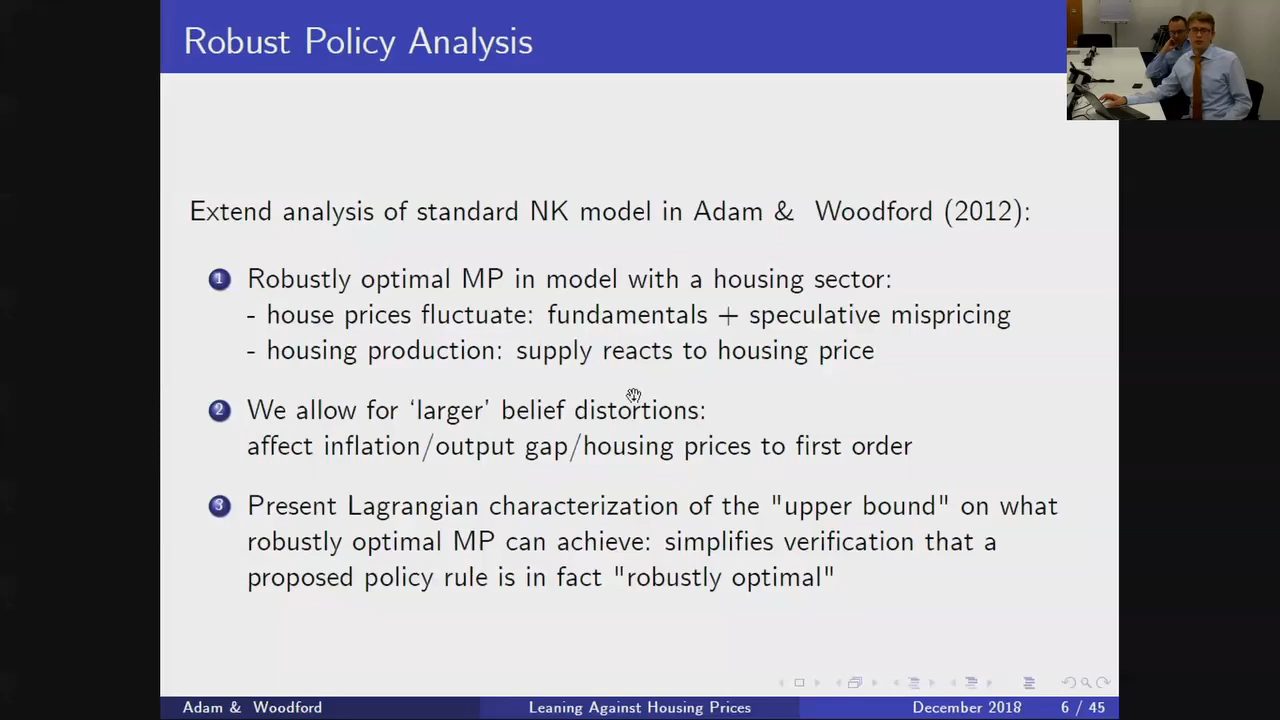 Robust Policy Analysis
Extend analysis of standard NK model in Adam & Woodford (2012):
1 Robustly optimal MP in model with a housing sector:
- house prices fluctuate: fundamentals + speculative mispricing
- housing production: supply reacts to housing price
2 We allow for ‘larger’ belief distortions:
affect inflation/output gap/housing prices to first order
3 Present Lagrangian characterization of the "upper bound" on what
robustly optimal MP can achieve: simplifies verification that a
proposed policy rule is in fact "robustly optimal"
Adam & Woodford
Leaning Against Housing Prices
December 2018
6 / 45